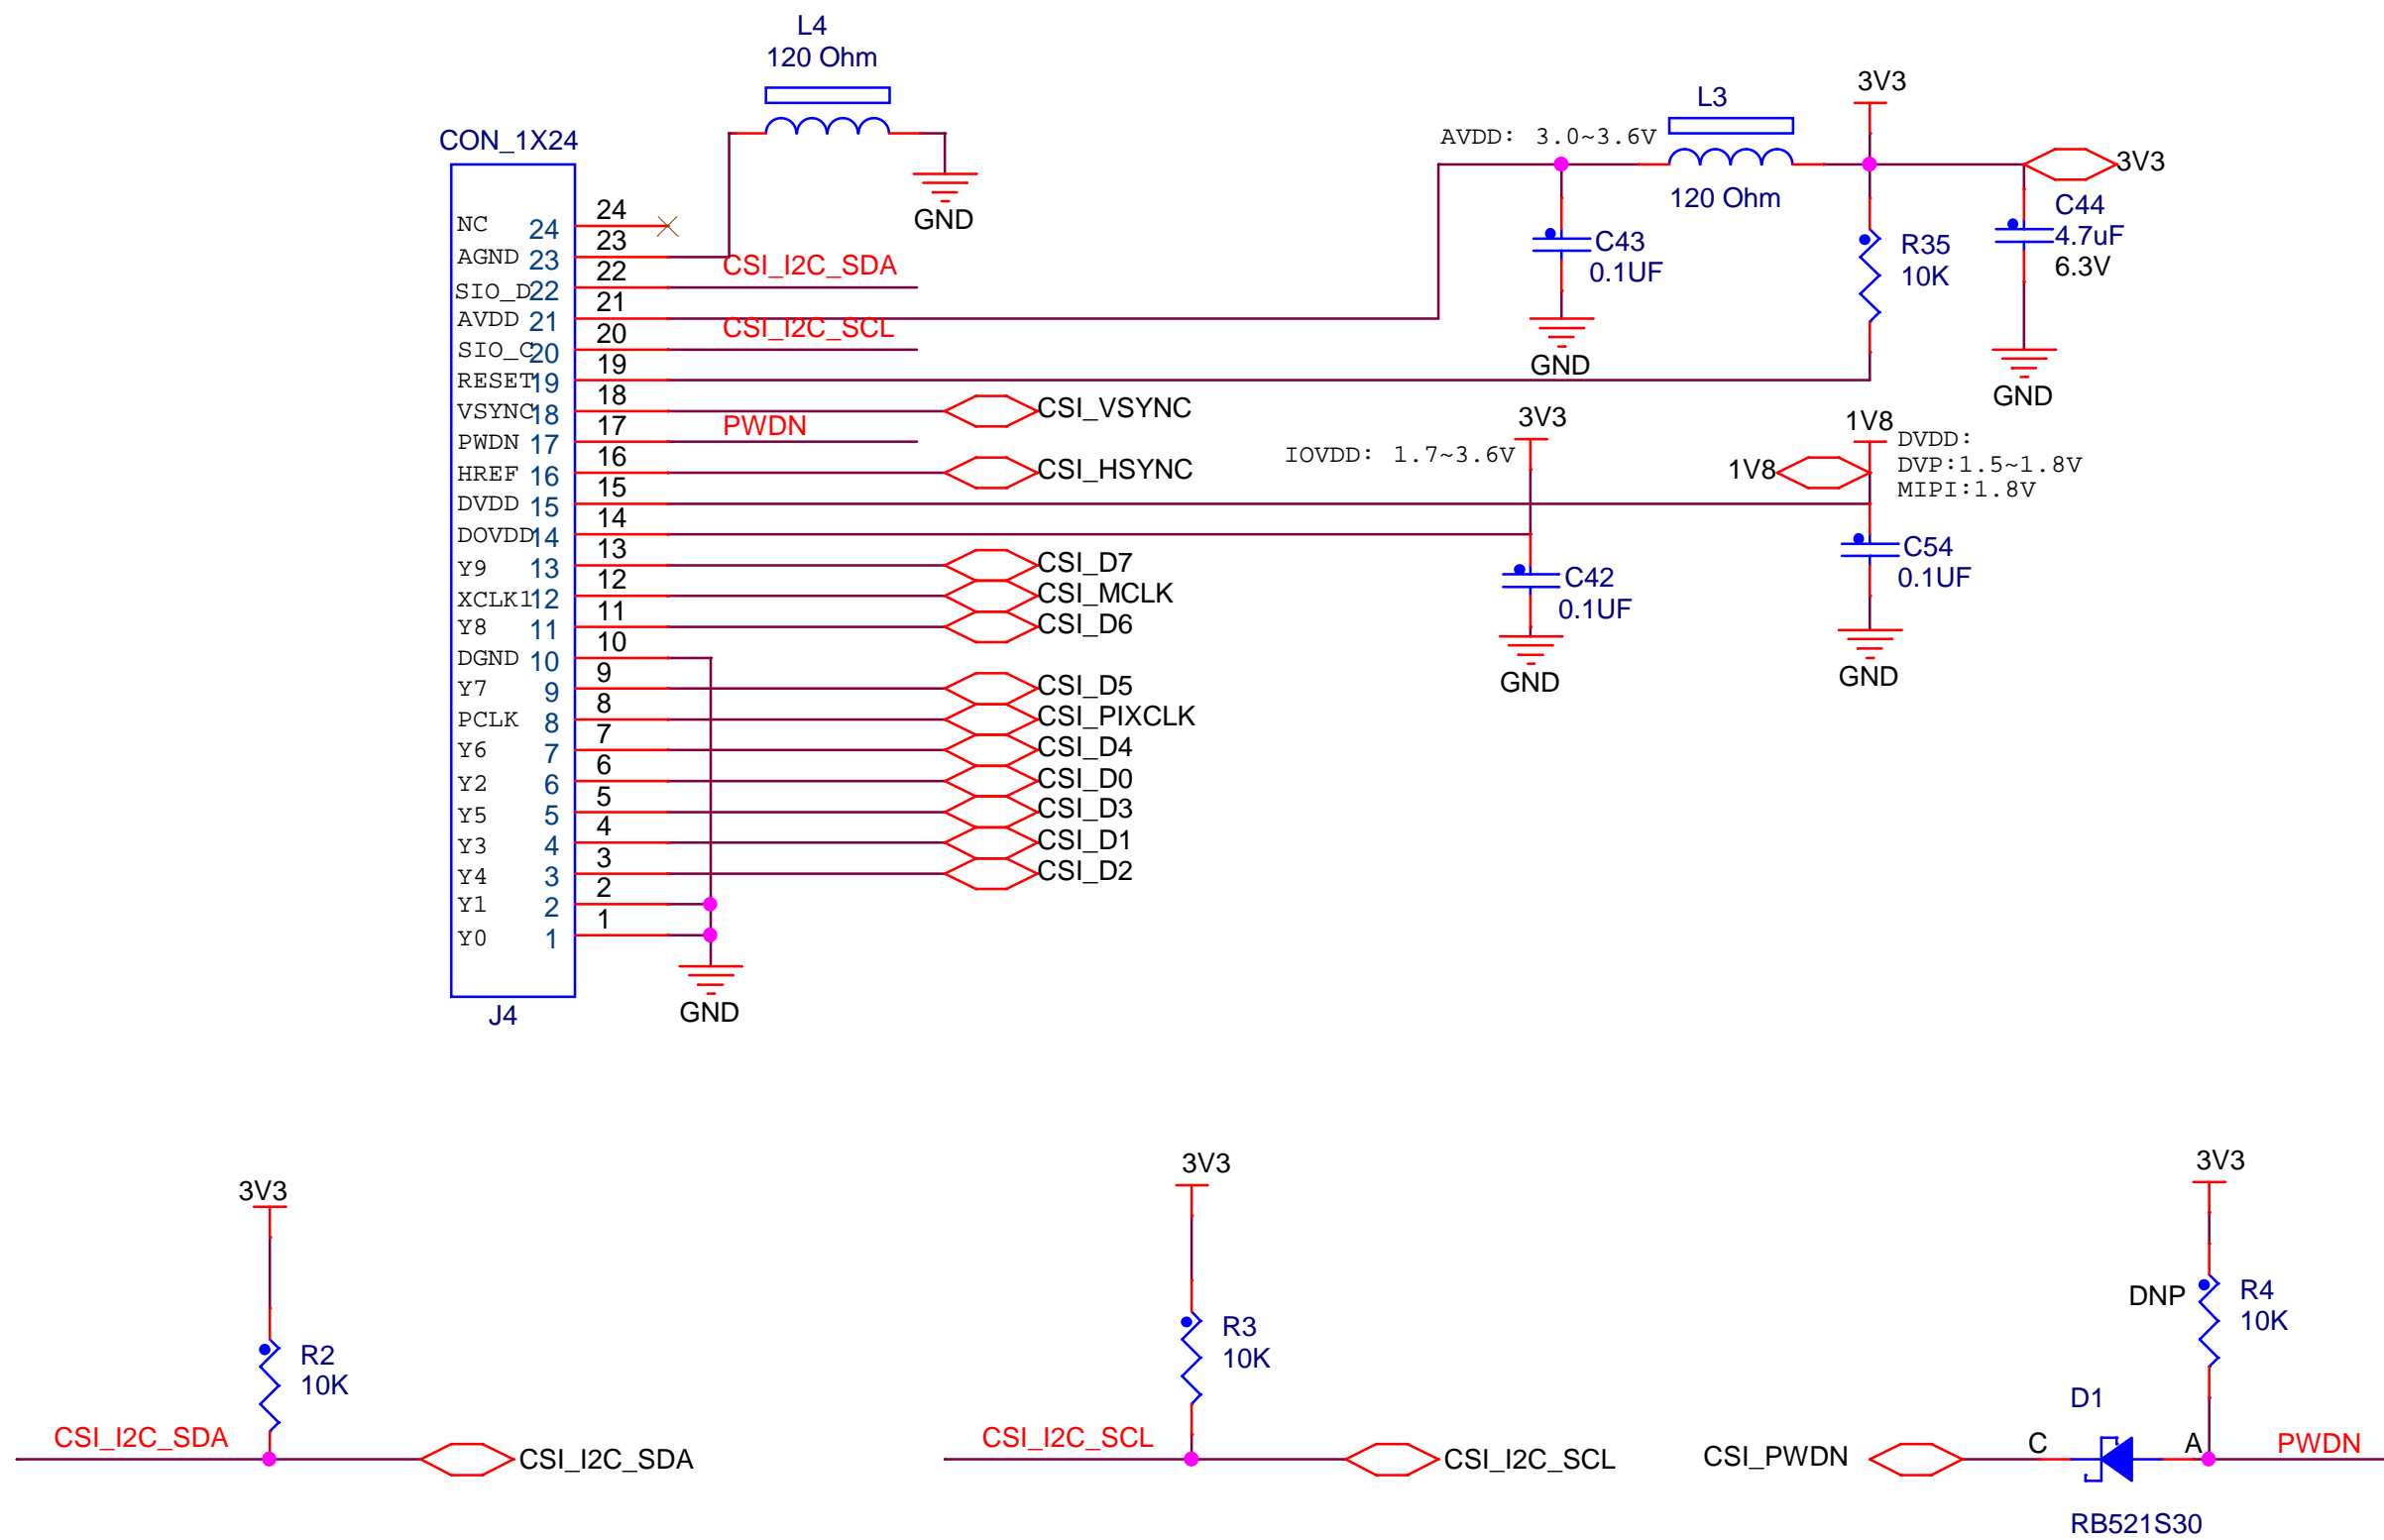 L4
120 Ohm
CON_1X24
GND
NC 24 24
AGND 23 23
SIO_D 22 22 CSI_I2C_SDA
AVDD 21 21
SIO_C 20 20 CSI_I2C_SCL
RESET 19 19
VSYNC 18 18 CSI_VSYNC
PWDN 17 17 PWDN
HREF 16 16 CSI_HSYNC
DVDD 15 15
DOVDD 14 14
Y9 13 13 CSI_D7
XCLK1 12 12 CSI_MCLK
Y8 11 11 CSI_D6
DGND 10 10
Y7 9 9 CSI_D5
PCLK 8 8 CSI_PIXCLK
Y6 7 7 CSI_D4
Y2 6 6 CSI_D0
Y5 5 5 CSI_D3
Y3 4 4 CSI_D1
Y4 3 3 CSI_D2
Y1 2 2
Y0 1 1
J4
GND
AVDD: 3.0~3.6V
L3
120 Ohm
3V3
3V3
C43
0.1UF
GND
R35
10K
C44
4.7uF
6.3V
GND
IOVDD: 1.7~3.6V
3V3
C42
0.1UF
GND
1V8
1V8
DVDD:
DVP:1.5~1.8V
MIPI:1.8V
C54
0.1UF
GND
3V3
R2
10K
CSI_I2C_SDA
CSI_I2C_SDA
3V3
R3
10K
CSI_I2C_SCL
CSI_I2C_SCL
3V3
DNP
R4
10K
D1
CSI_PWDN
C
A
PWDN
RB521S30